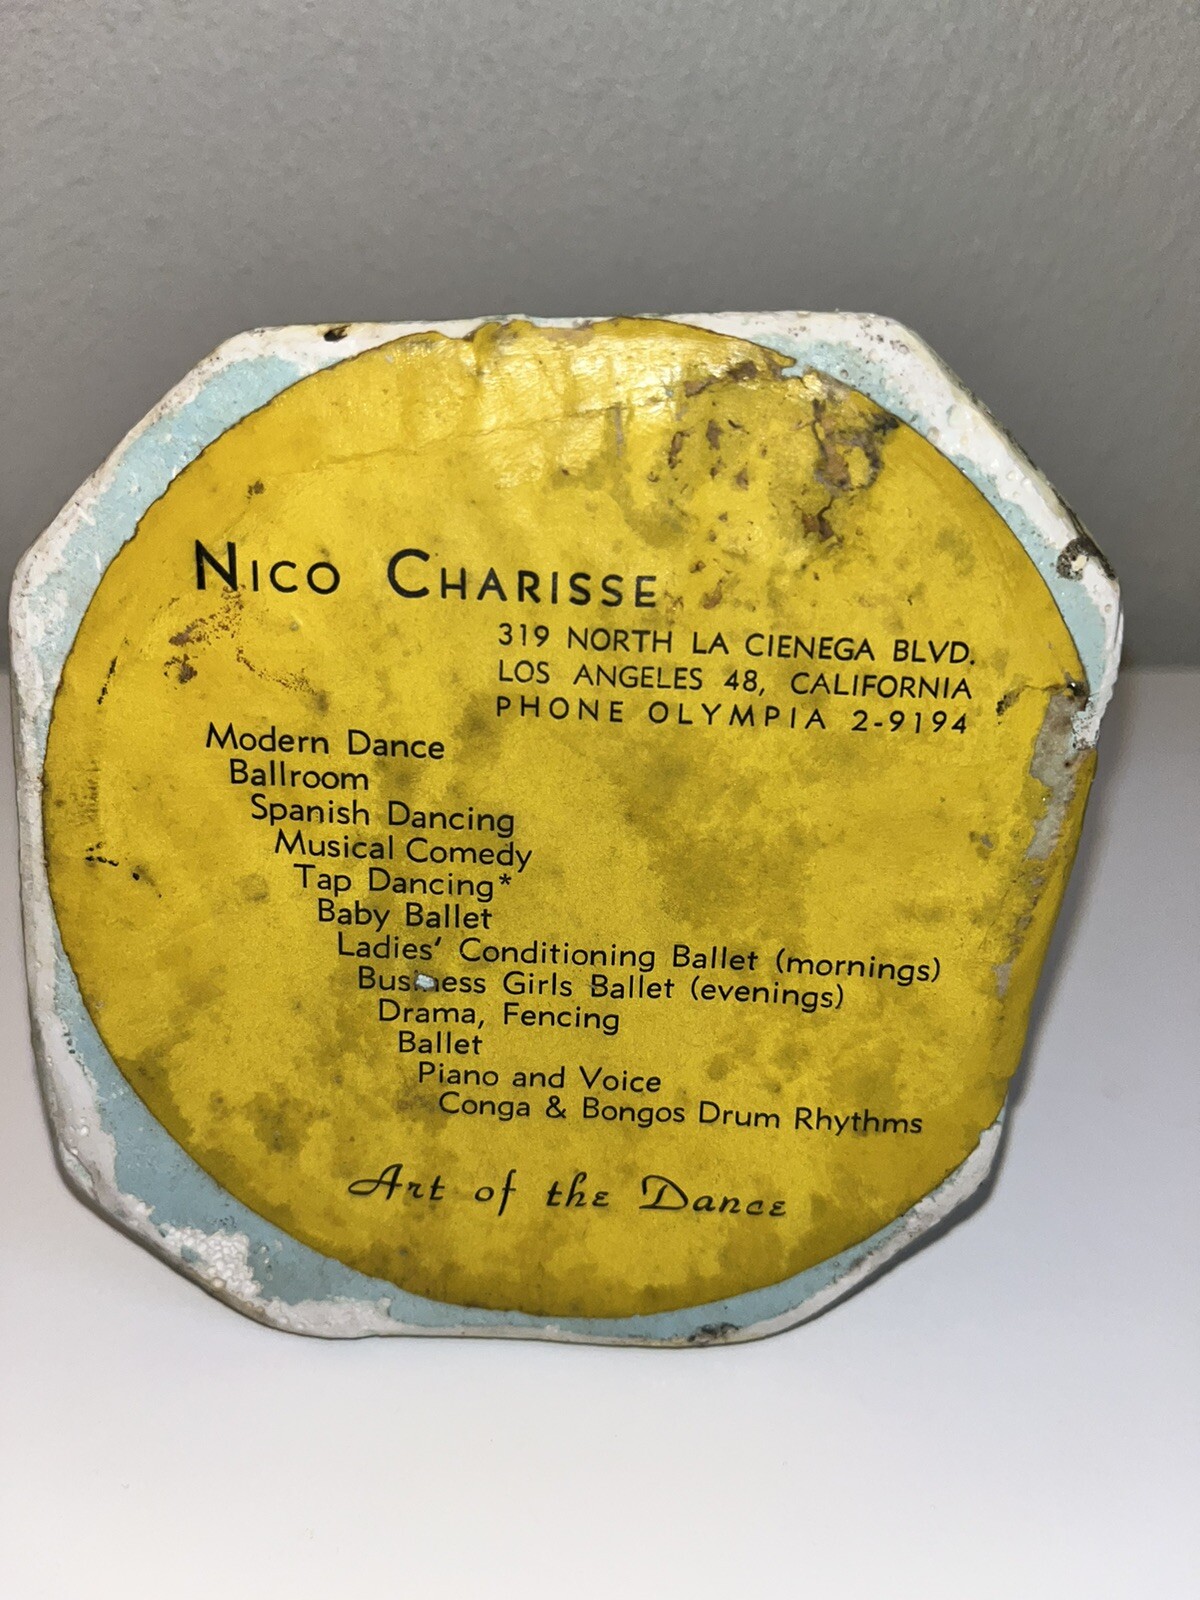 NICO CHARISSE
319 NORTH LA CIENEGA BLVD.
LOS ANGELES 48, CALIFORNIA
PHONE OLYMPIA 2-9194
Modern Dance
Ballroom
Spanish Dancing
Musical Comedy
Tap Dancing*
Baby Ballet
Ladies' Conditioning Ballet (mornings)
Business Girls Ballet (evenings)
Drama, Fencing
Ballet
Piano and Voice
Conga & Bongos Drum Rhythms
Art of the Dance